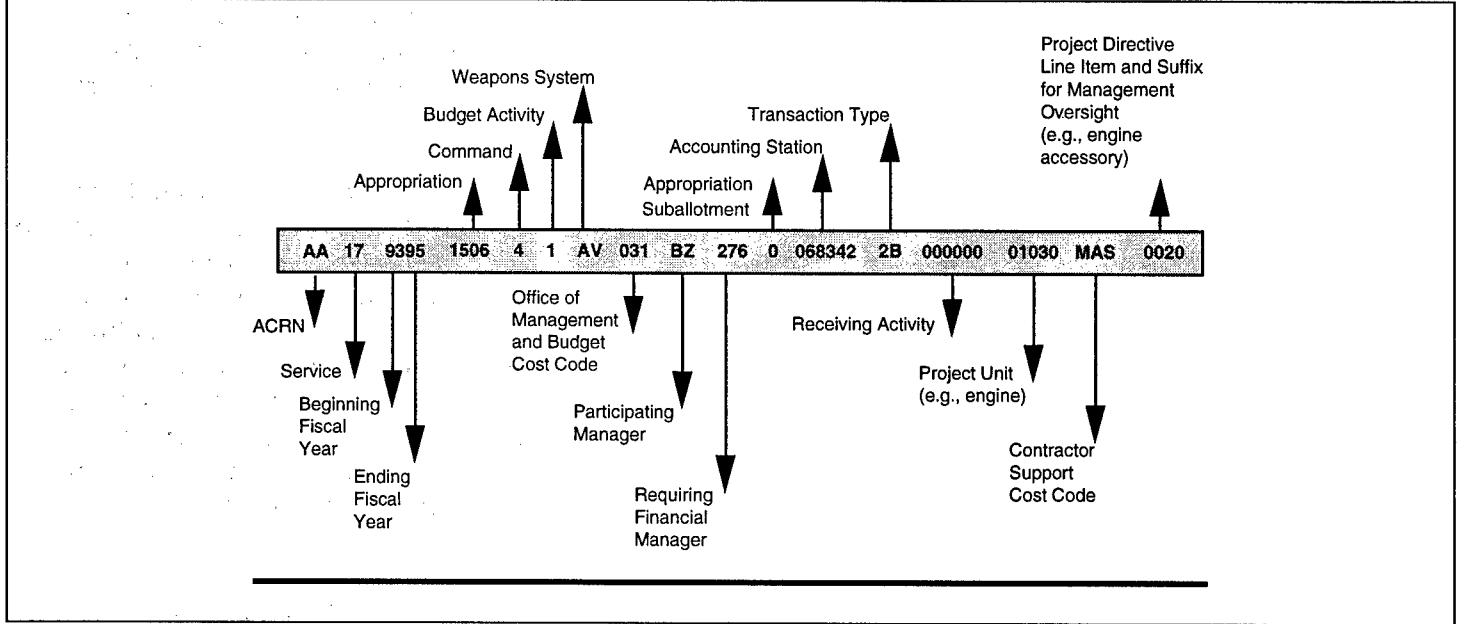 Project Directive
Line Item and Suffix
for Management
Oversight
(e.g., engine
accessory)
Weapons System
Budget Activity
Transaction Type
Command
Accounting Station
Appropriation
Appropriation
Suballotment
AA 17 9395 1506 4 1 AV 031 BZ 276 0 068342 2B 000000 01030 MAS 0020
ACRN
Service
Beginning
Fiscal
Year
Ending
Fiscal
Year
Office of
Management
and Budget
Cost Code
Participating
Manager
Requiring
Financial
Manager
Receiving Activity
Project Unit
(e.g., engine)
Contractor
Support
Cost Code